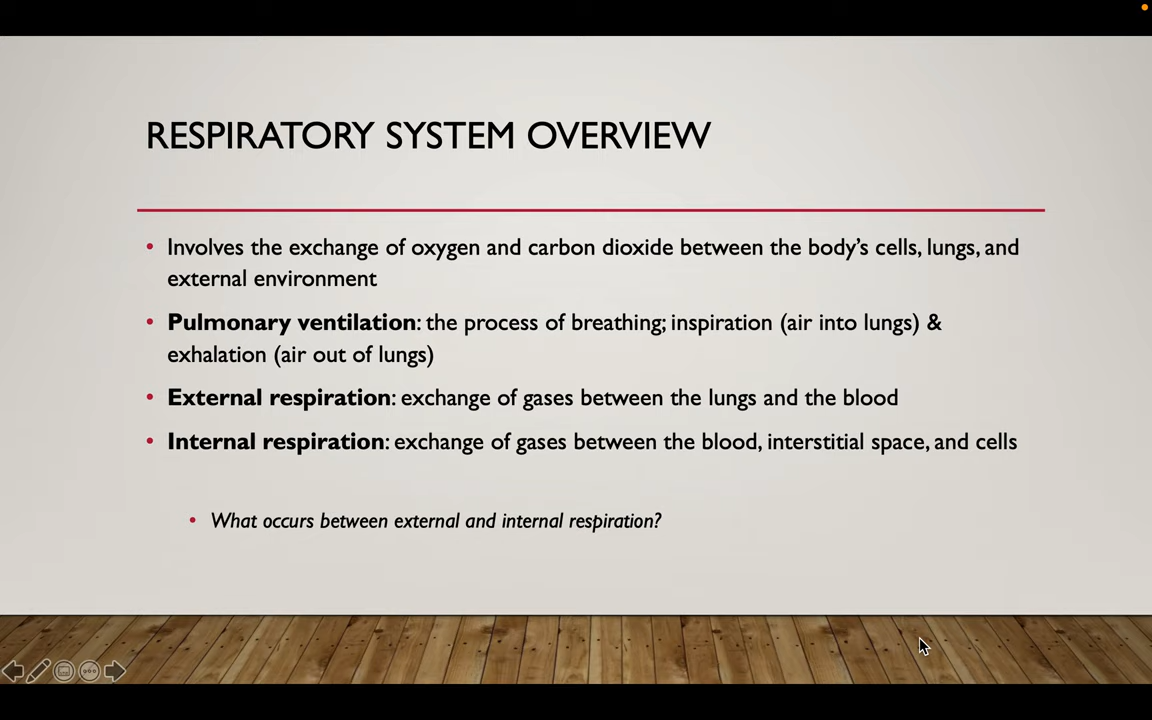 RESPIRATORY SYSTEM OVERVIEW
• Involves the exchange of oxygen and carbon dioxide between the body’s cells, lungs, and
external environment
• Pulmonary ventilation: the process of breathing; inspiration (air into lungs) &
exhalation (air out of lungs)
• External respiration: exchange of gases between the lungs and the blood
• Internal respiration: exchange of gases between the blood, interstitial space, and cells
• What occurs between external and internal respiration?